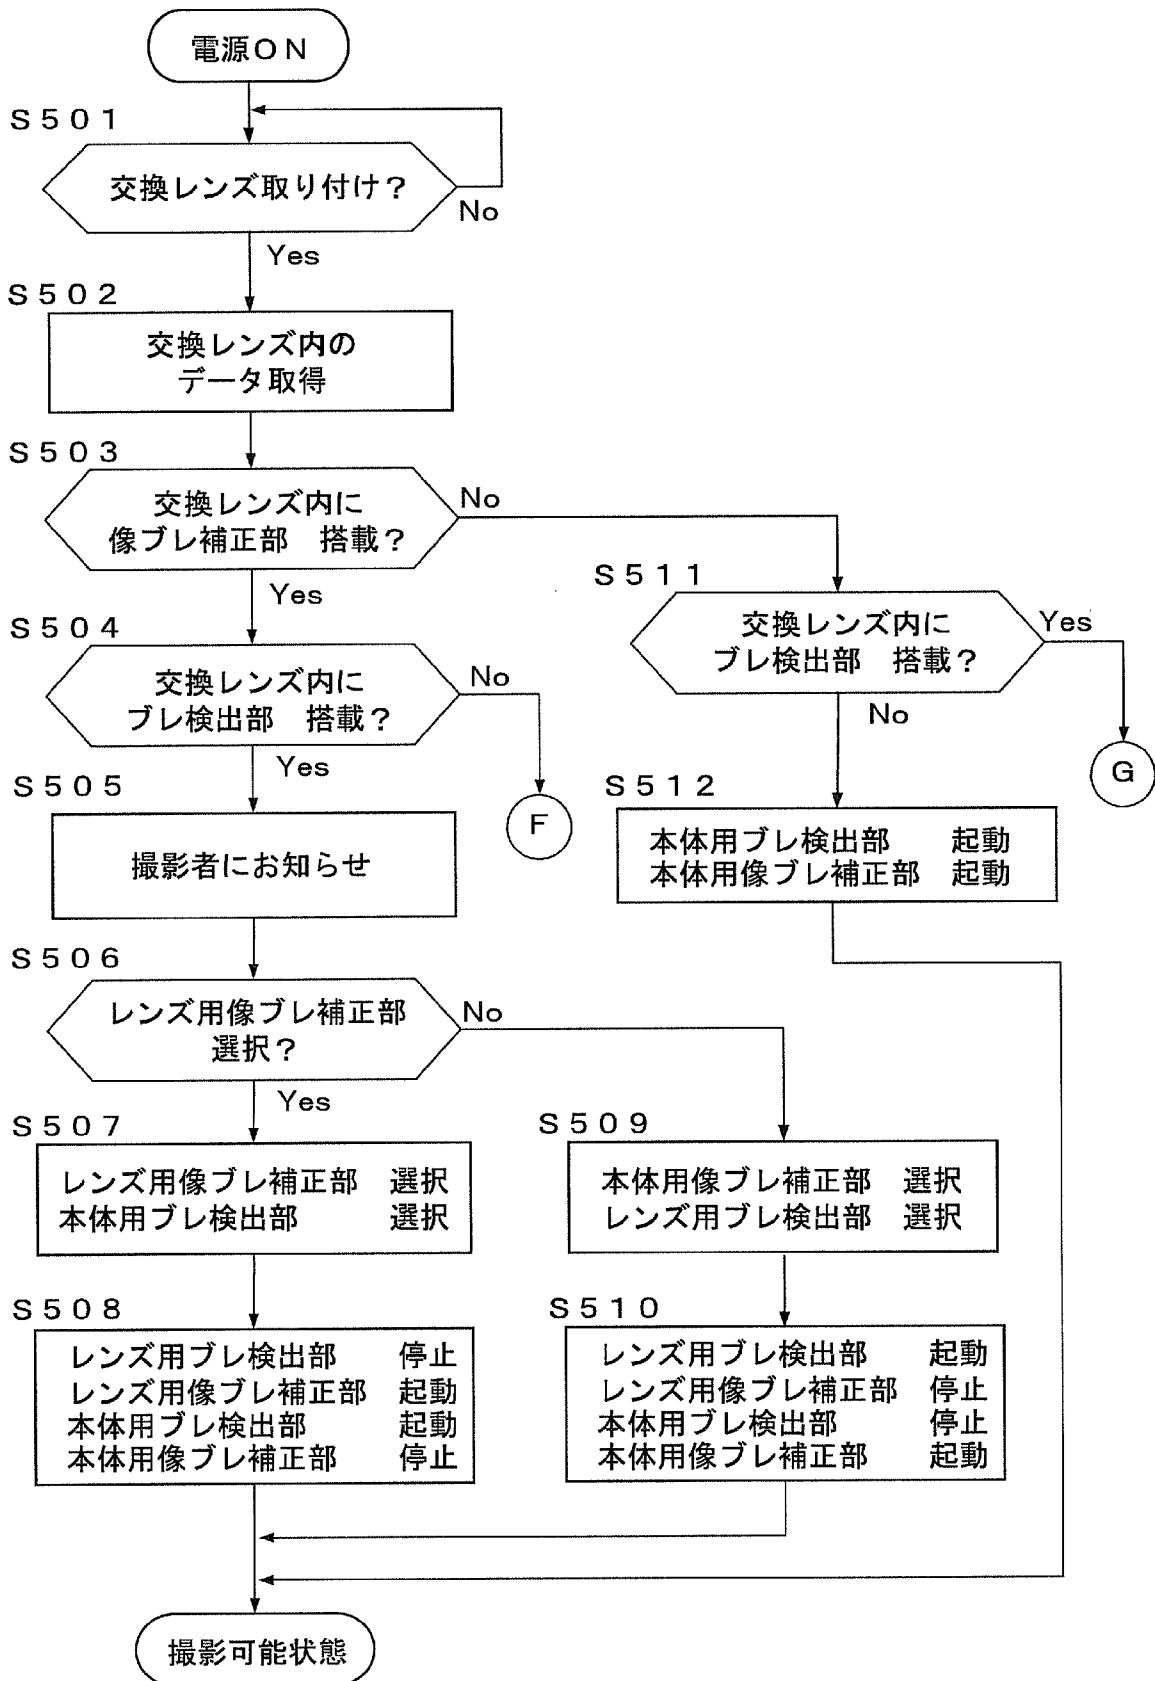 電源ON
S501
交換レンズ取り付け?
No
Yes
S502
交換レンズ内の
データ取得
S503
交換レンズ内に
像ブレ補正部 搭載?
No
Yes
S504
交換レンズ内に
ブレ検出部 搭載?
No
Yes
F
S511
交換レンズ内に
ブレ検出部 搭載?
Yes
No
G
S512
本体用ブレ検出部 起動
本体用像ブレ補正部 起動
S505
撮影者にお知らせ
S506
レンズ用像ブレ補正部
選択?
No
Yes
S507
レンズ用像ブレ補正部 選択
本体用ブレ検出部 選択
S508
レンズ用ブレ検出部 停止
レンズ用像ブレ補正部 起動
本体用ブレ検出部 起動
本体用像ブレ補正部 停止
S509
本体用像ブレ補正部 選択
レンズ用ブレ検出部 選択
S510
レンズ用ブレ検出部 起動
レンズ用像ブレ補正部 停止
本体用ブレ検出部 停止
本体用像ブレ補正部 起動
撮影可能状態